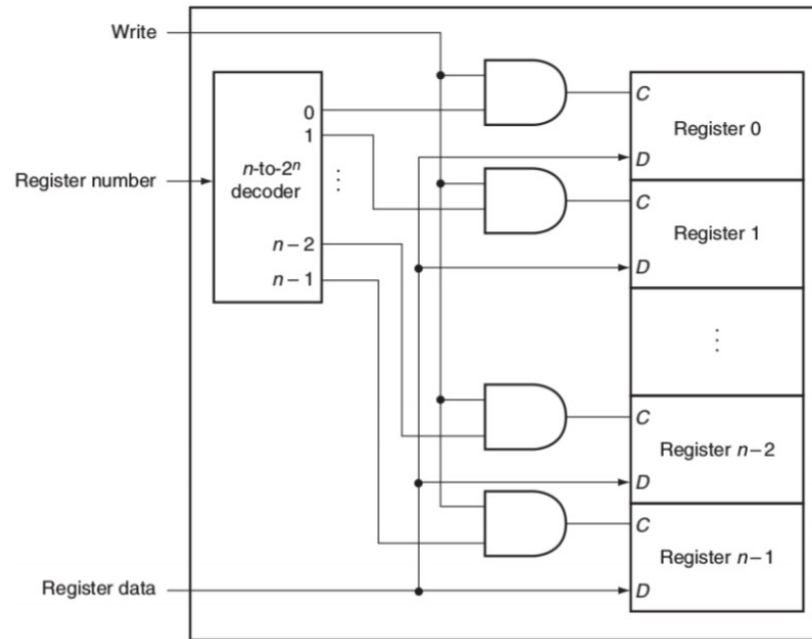 Write
0
1
n-to-2ⁿ
decoder
⋮
n – 2
n – 1
Register number
Register data
C
Register 0
D
C
Register 1
D
⋮
C
Register n – 2
D
C
Register n – 1
D